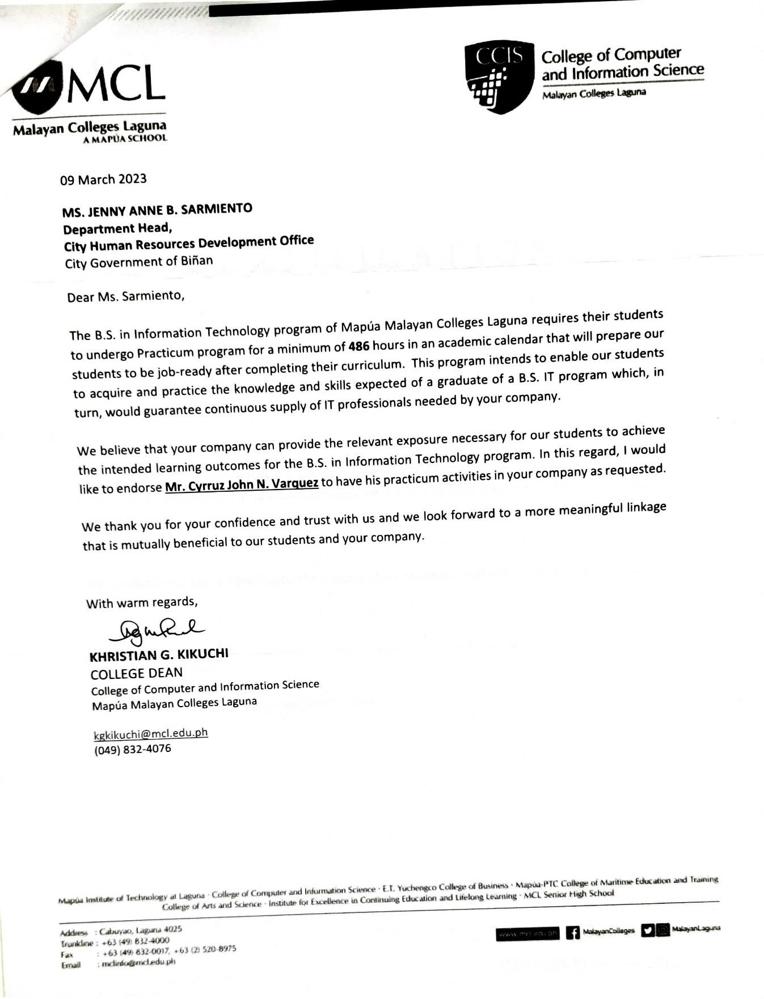 MCL
Malayan Colleges Laguna
A MAPÚA SCHOOL
CCIS
College of Computer
and Information Science
Malayan Colleges Laguna
09 March 2023
MS. JENNY ANNE B. SARMIENTO
Department Head,
City Human Resources Development Office
City Government of Biñan
Dear Ms. Sarmiento,
The B.S. in Information Technology program of Mapúa Malayan Colleges Laguna requires their students
to undergo Practicum program for a minimum of 486 hours in an academic calendar that will prepare our
students to be job-ready after completing their curriculum. This program intends to enable our students
to acquire and practice the knowledge and skills expected of a graduate of a B.S. IT program which, in
turn, would guarantee continuous supply of IT professionals needed by your company.
We believe that your company can provide the relevant exposure necessary for our students to achieve
the intended learning outcomes for the B.S. in Information Technology program. In this regard, I would
like to endorse Mr. Cyrruz John N. Varquez to have his practicum activities in your company as requested.
We thank you for your confidence and trust with us and we look forward to a more meaningful linkage
that is mutually beneficial to our students and your company.
With warm regards,
KHRISTIAN G. KIKUCHI
COLLEGE DEAN
College of Computer and Information Science
Mapúa Malayan Colleges Laguna
kgkikuchi@mcl.edu.ph
(049) 832-4076
Mapúa Institute of Technology at Laguna · College of Computer and Information Science · E.T. Yuchengco College of Business · Mapúa-PTC College of Maritime Education and Training
College of Arts and Science · Institute for Excellence in Continuing Education and Lifelong Learning · MCL Senior High School
Address : Cabuyao, Laguna 4025
Trunkline : +63 (49) 832-4000
Fax : +63 (49) 832-0017, +63 (2) 520-8975
Email : mclinfo@mcl.edu.ph
www.mcl.edu.ph MalayanColleges MalayanLaguna